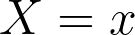 X = x